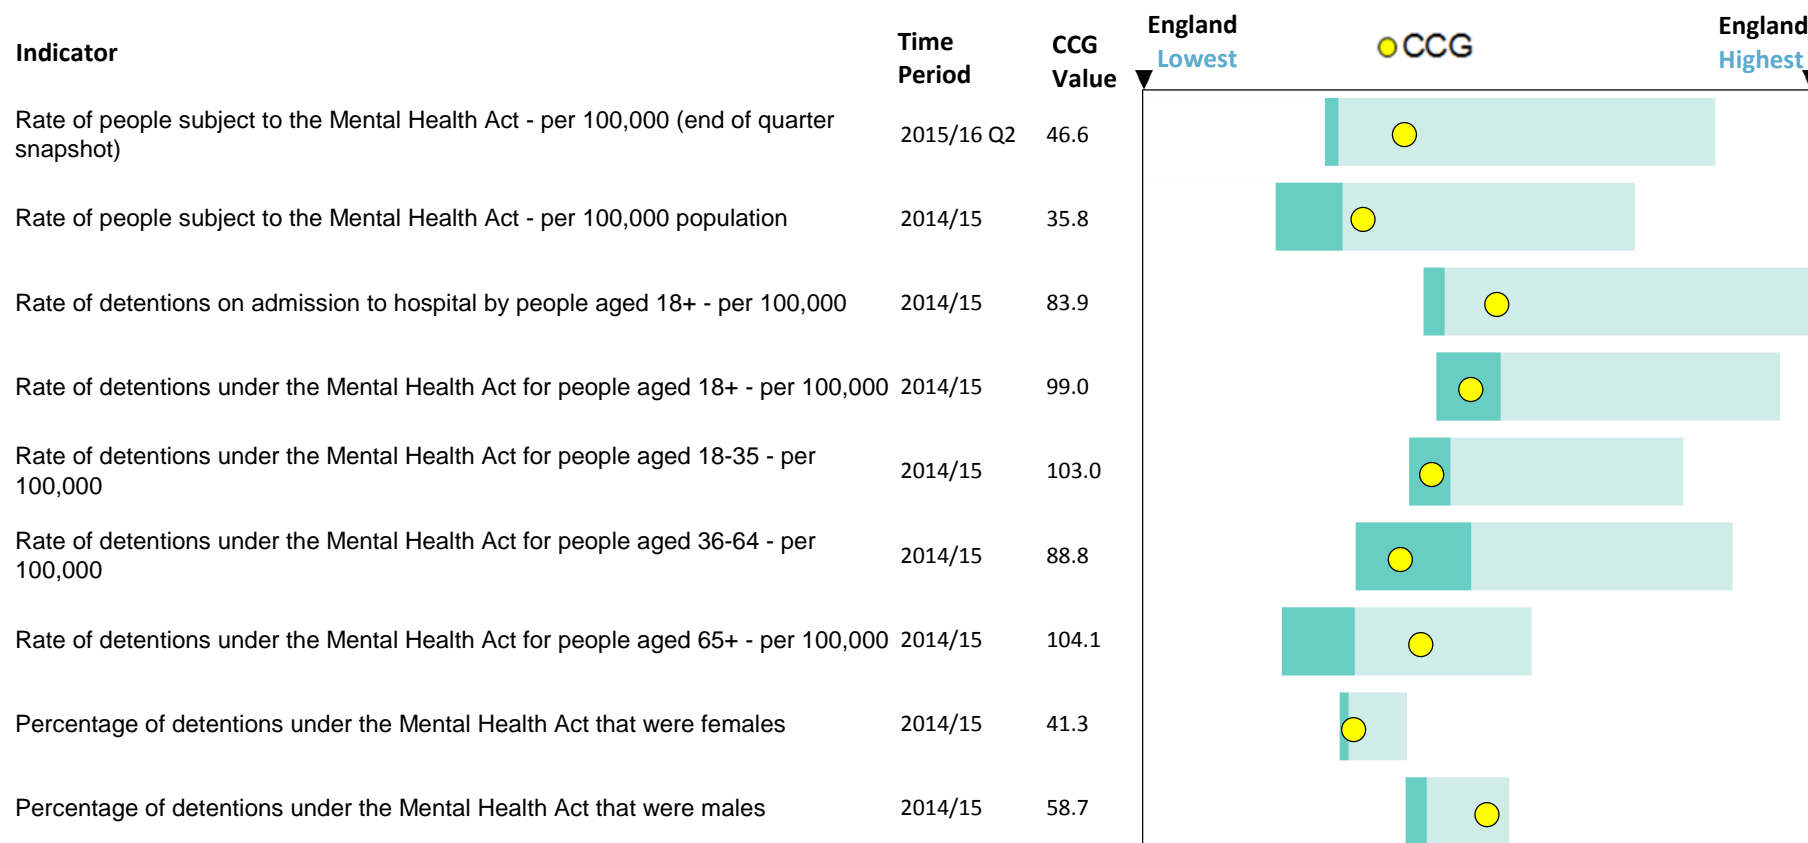 Indicator
Time
Period
CCG
Value
England
Lowest
CCG
England
Highest
Rate of people subject to the Mental Health Act - per 100,000 (end of quarter
snapshot)
2015/16 Q2
46.6
Rate of people subject to the Mental Health Act - per 100,000 population
2014/15
35.8
Rate of detentions on admission to hospital by people aged 18+ - per 100,000
2014/15
83.9
Rate of detentions under the Mental Health Act for people aged 18+ - per 100,000
2014/15
99.0
Rate of detentions under the Mental Health Act for people aged 18-35 - per
100,000
2014/15
103.0
Rate of detentions under the Mental Health Act for people aged 36-64 - per
100,000
2014/15
88.8
Rate of detentions under the Mental Health Act for people aged 65+ - per 100,000
2014/15
104.1
Percentage of detentions under the Mental Health Act that were females
2014/15
41.3
Percentage of detentions under the Mental Health Act that were males
2014/15
58.7